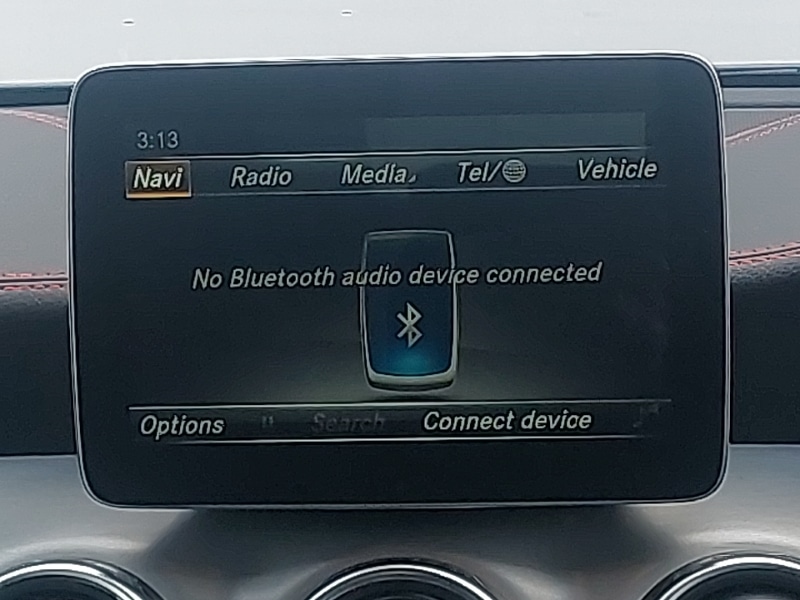 3:13
Navi Radio Media Tel/ Vehicle
No Bluetooth audio device connected
Options Search Connect device